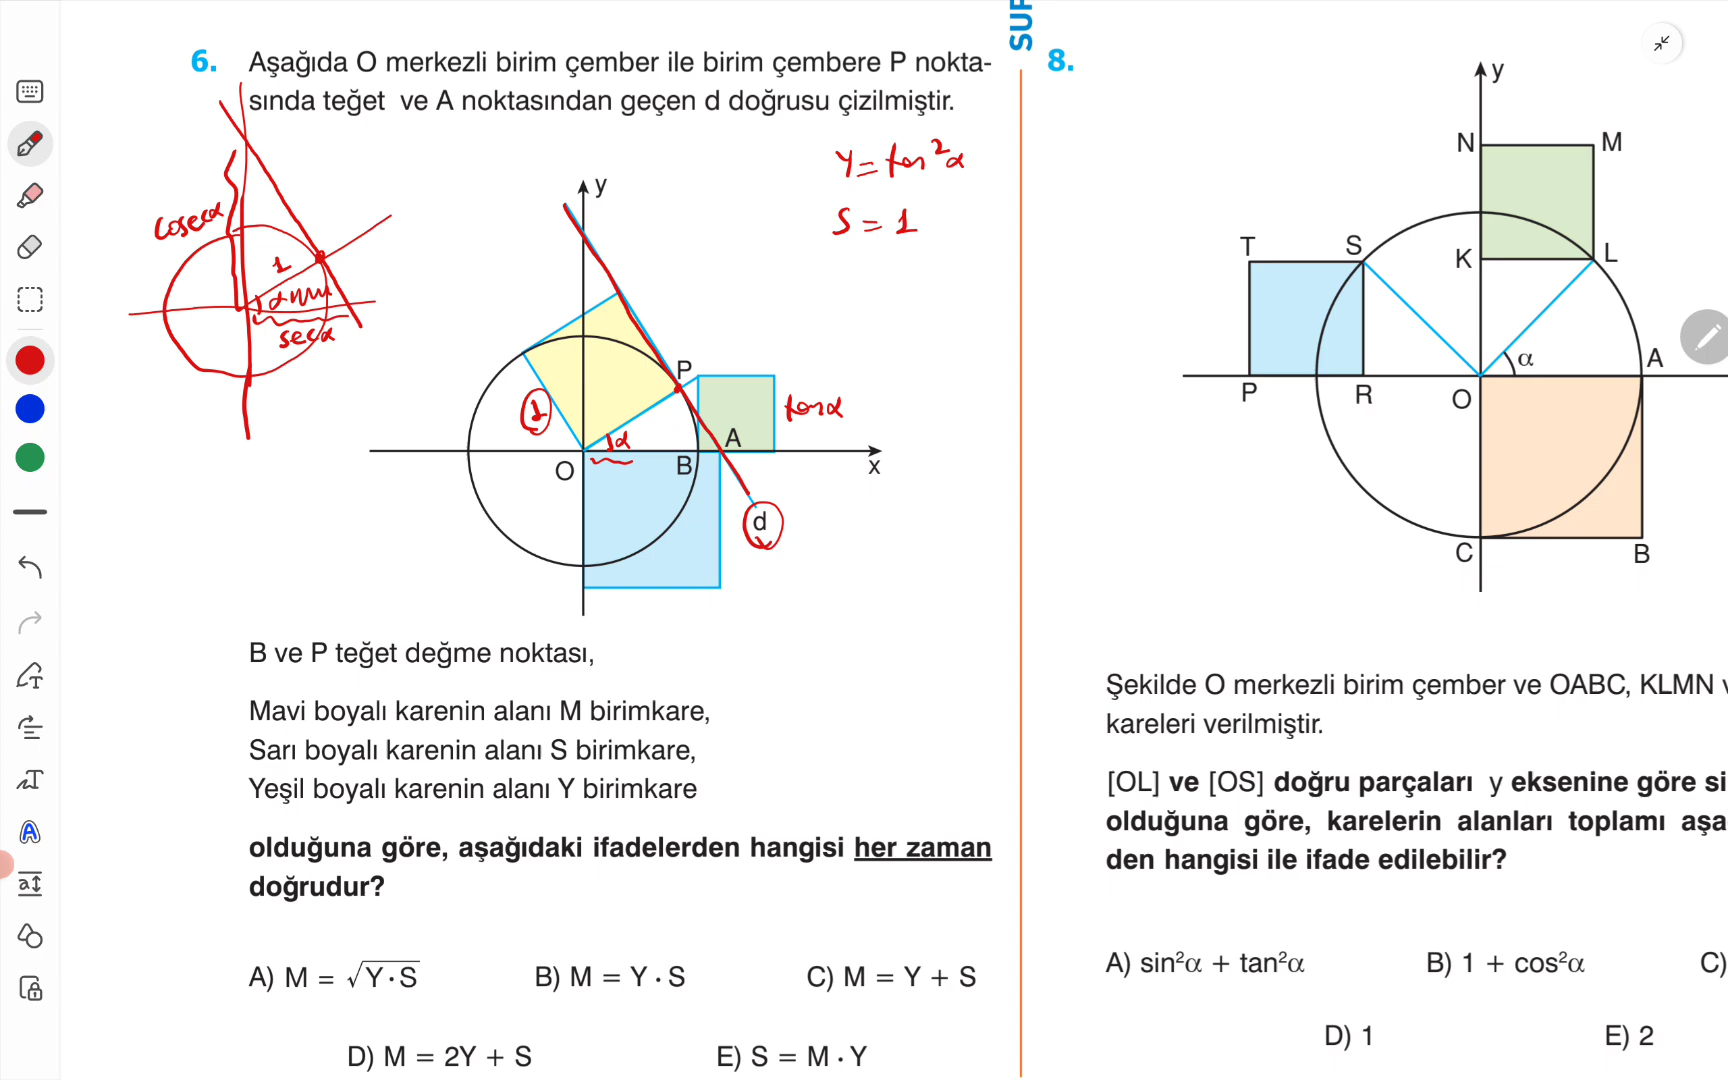 6. Aşağıda O merkezli birim çember ile birim çembere P nokta-
sında teğet ve A noktasından geçen d doğrusu çizilmiştir.
y = tan²α
S = 1
cosecα
1
α
secα
y
P
1
α
tanα
A
O
B
x
d
B ve P teğet değme noktası,
Mavi boyalı karenin alanı M birimkare,
Sarı boyalı karenin alanı S birimkare,
Yeşil boyalı karenin alanı Y birimkare
olduğuna göre, aşağıdaki ifadelerden hangisi her zaman
doğrudur?
A) M = √Y·S
B) M = Y · S
C) M = Y + S
D) M = 2Y + S
E) S = M · Y
SUP
8.
y
N
M
T
S
K
L
α
A
P
R
O
C
B
Şekilde O merkezli birim çember ve OABC, KLMN v
kareleri verilmiştir.
[OL] ve [OS] doğru parçaları y eksenine göre si
olduğuna göre, karelerin alanları toplamı aşa
den hangisi ile ifade edilebilir?
A) sin²α + tan²α
B) 1 + cos²α
C)
D) 1
E) 2